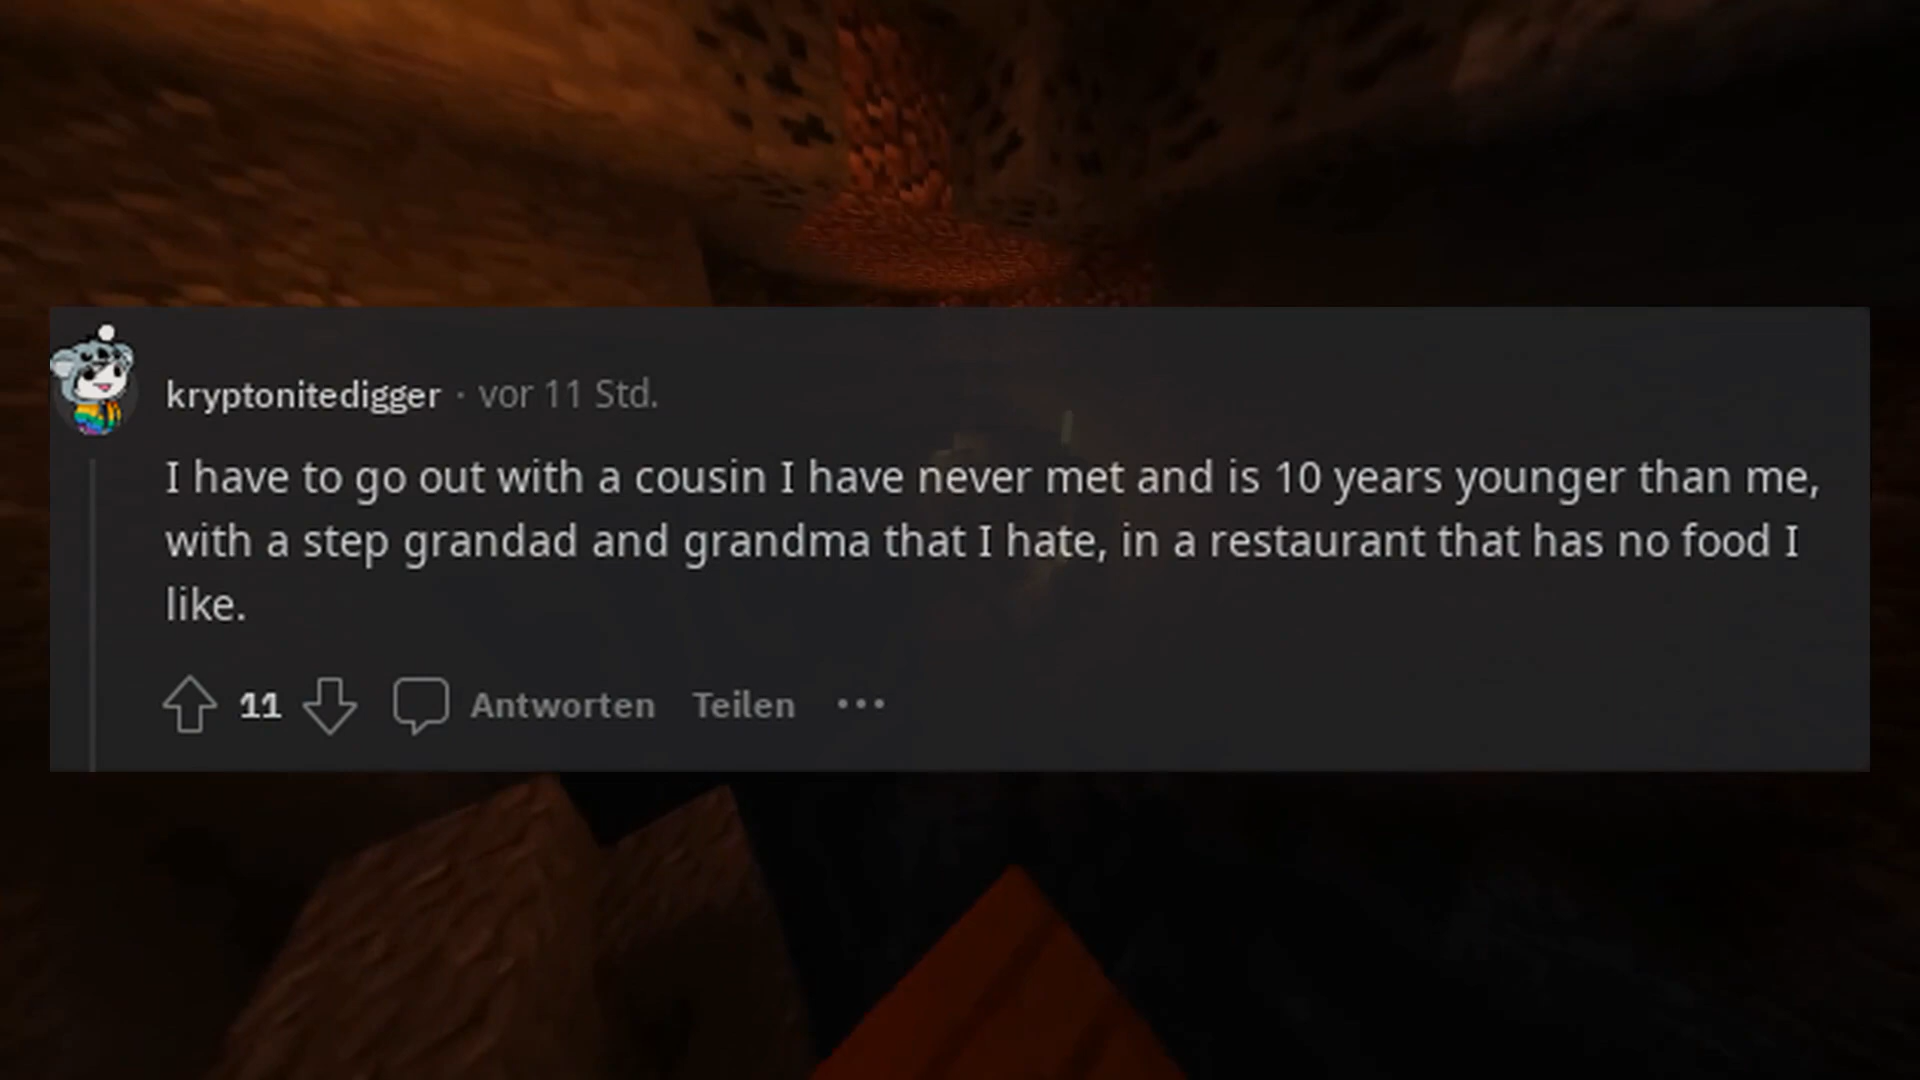 kryptonitedigger · vor 11 Std.
I have to go out with a cousin I have never met and is 10 years younger than me,
with a step grandad and grandma that I hate, in a restaurant that has no food I
like.
11 Antworten Teilen ···